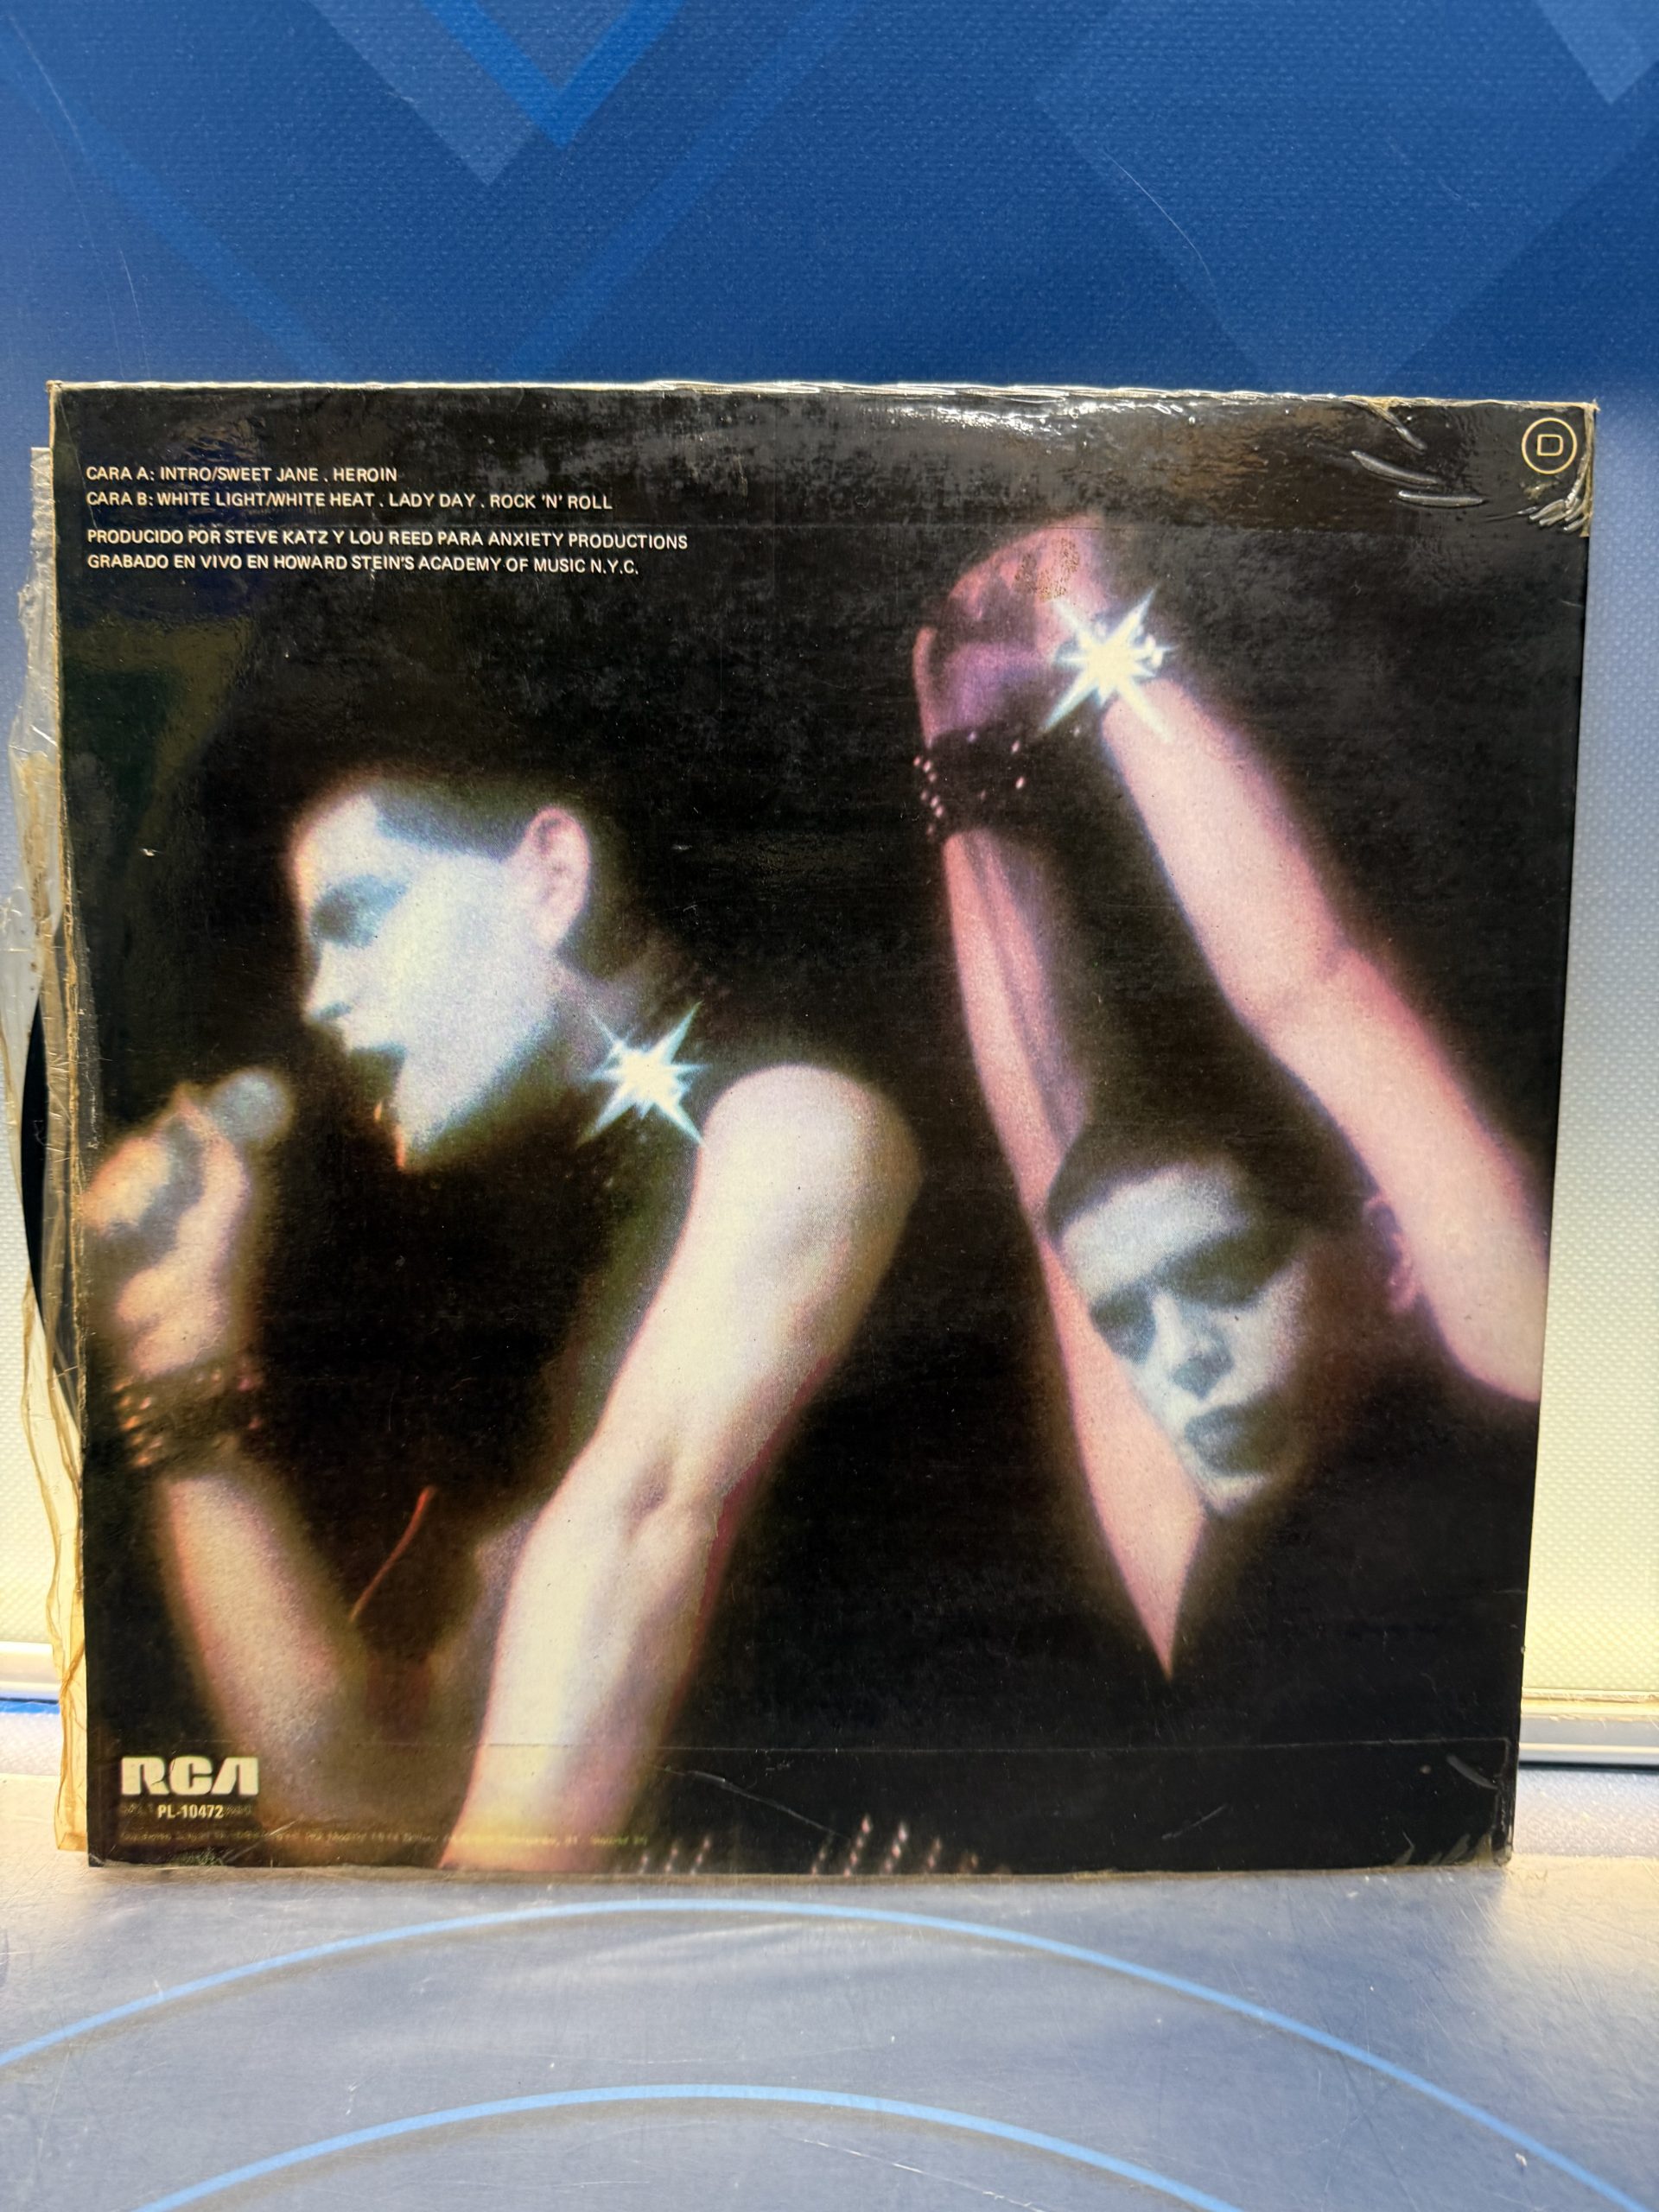 D
CARA A: INTRO/SWEET JANE . HEROIN
CARA B: WHITE LIGHT/WHITE HEAT . LADY DAY . ROCK 'N' ROLL
PRODUCIDO POR STEVE KATZ Y LOU REED PARA ANXIETY PRODUCTIONS
GRABADO EN VIVO EN HOWARD STEIN'S ACADEMY OF MUSIC N.Y.C.
RCA
PL-10472